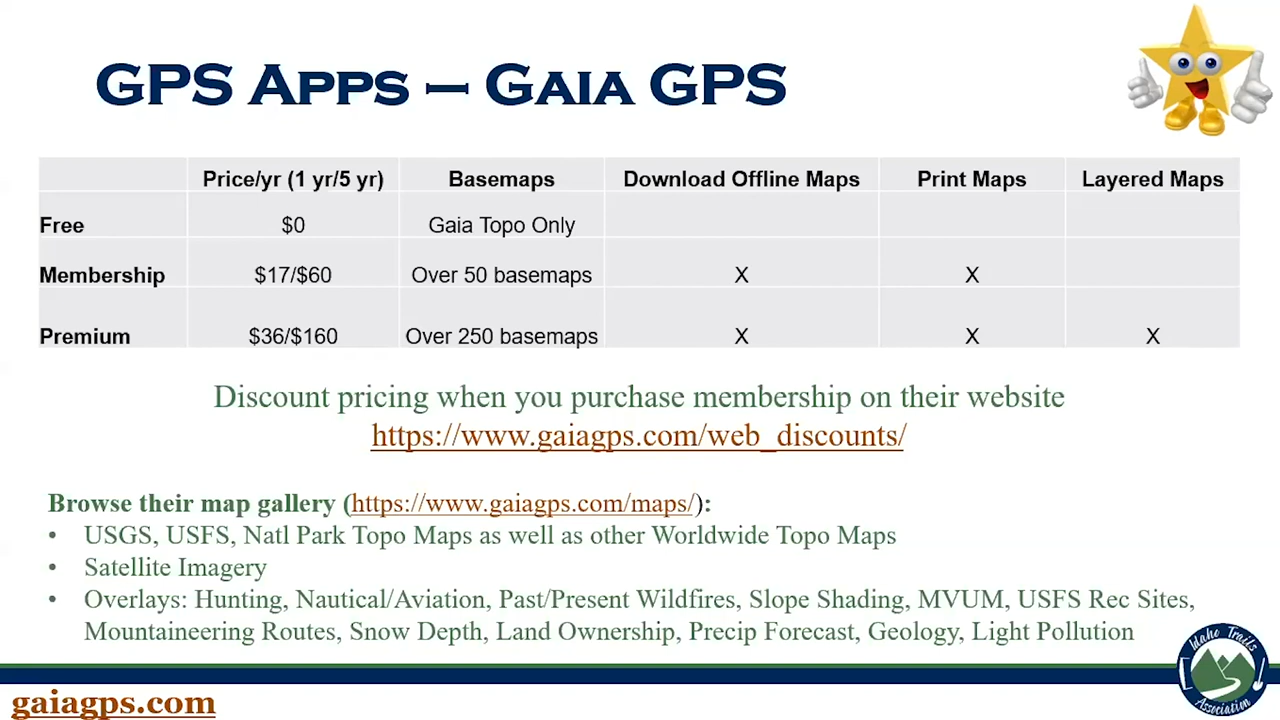 GPS Apps – Gaia GPS
Price/yr (1 yr/5 yr) Basemaps Download Offline Maps Print Maps Layered Maps
Free $0 Gaia Topo Only
Membership $17/$60 Over 50 basemaps X X
Premium $36/$160 Over 250 basemaps X X X
Discount pricing when you purchase membership on their website
https://www.gaiagps.com/web_discounts/
Browse their map gallery (https://www.gaiagps.com/maps/):
• USGS, USFS, Natl Park Topo Maps as well as other Worldwide Topo Maps
• Satellite Imagery
• Overlays: Hunting, Nautical/Aviation, Past/Present Wildfires, Slope Shading, MVUM, USFS Rec Sites,
Mountaineering Routes, Snow Depth, Land Ownership, Precip Forecast, Geology, Light Pollution
Idaho Trails
Association
gaiagps.com